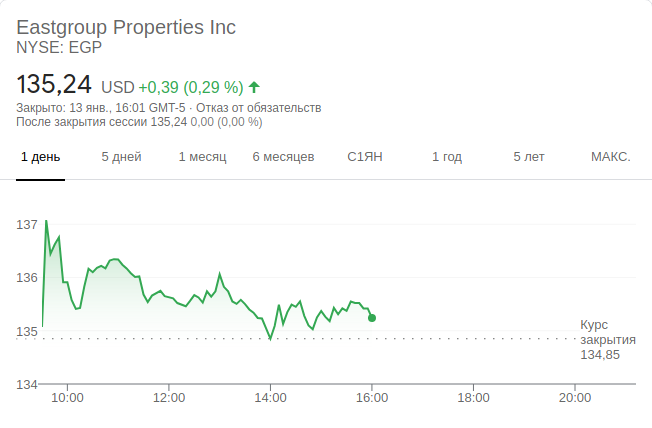 Eastgroup Properties Inc
NYSE: EGP
135,24 USD +0,39 (0,29 %)
Закрыто: 13 янв., 16:01 GMT-5 · Отказ от обязательств
После закрытия сессии 135,24 0,00 (0,00 %)
1 день 5 дней 1 месяц 6 месяцев С1ЯН 1 год 5 лет МАКС.
137
136
135
Курс
закрытия
134,85
134
10:00 12:00 14:00 16:00 18:00 20:00